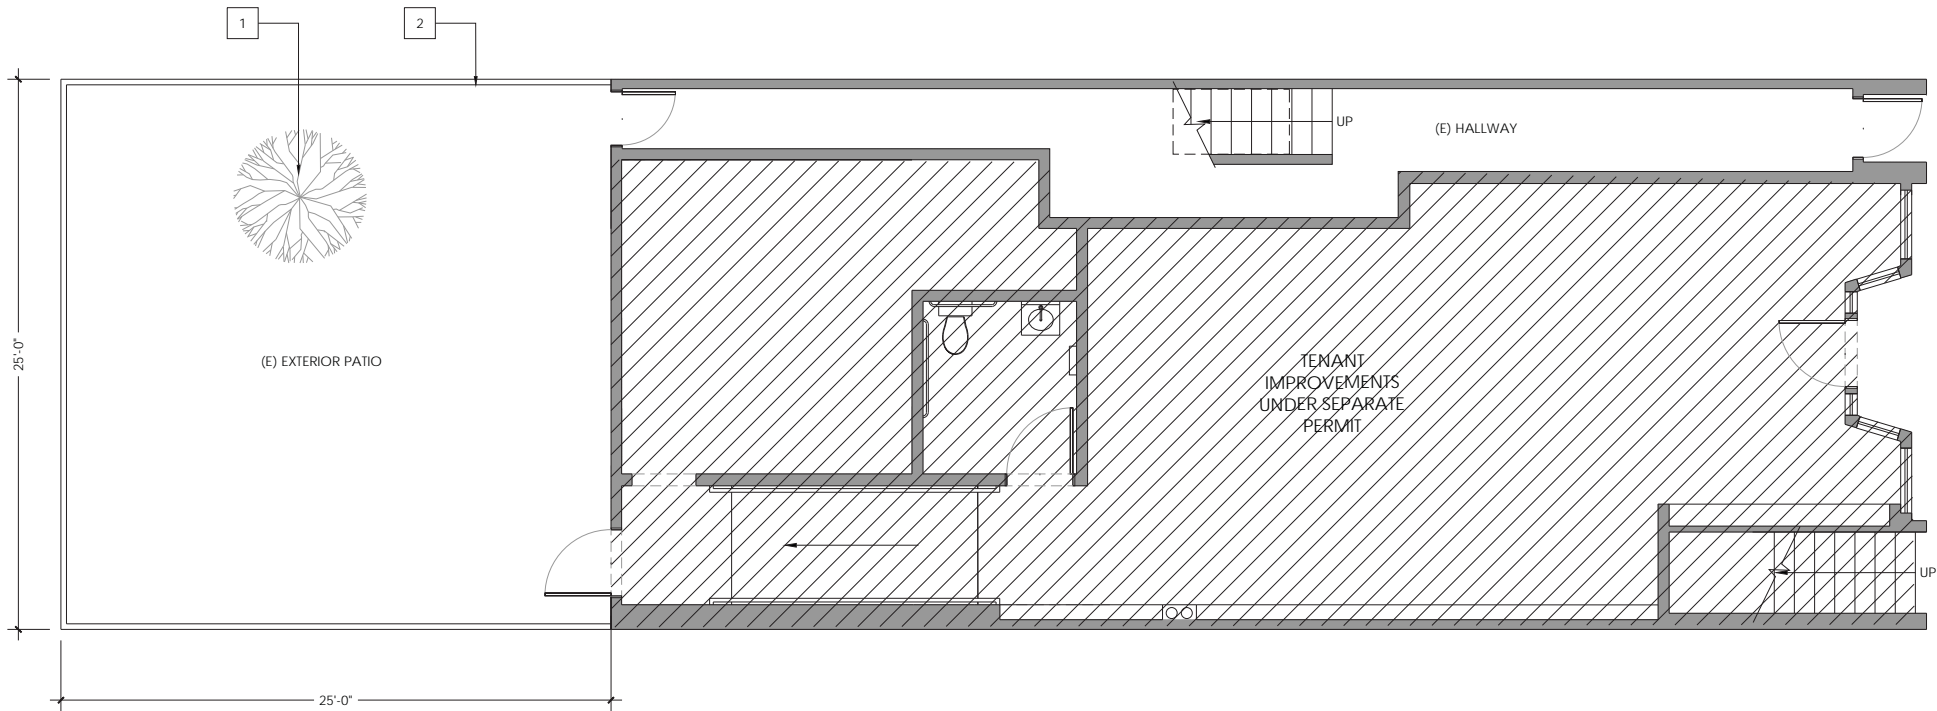 1
2
UP
(E) HALLWAY
25'-0"
(E) EXTERIOR PATIO
TENANT
IMPROVEMENTS
UNDER SEPARATE
PERMIT
UP
25'-0"